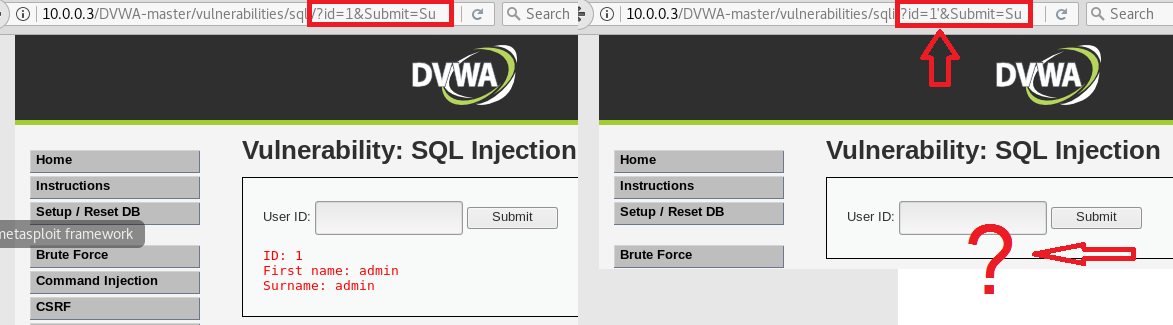 10.0.0.3/DVWA-master/vulnerabilities/sql/?id=1&Submit=Su
Search
DVWA
Vulnerability: SQL Injection
Home
Instructions
Setup / Reset DB
metasploit framework
Brute Force
Command Injection
CSRF
User ID:
Submit
ID: 1
First name: admin
Surname: admin
10.0.0.3/DVWA-master/vulnerabilities/sqli?id=1'&Submit=Su
Search
DVWA
Vulnerability: SQL Injection
Home
Instructions
Setup / Reset DB
Brute Force
User ID:
Submit
?